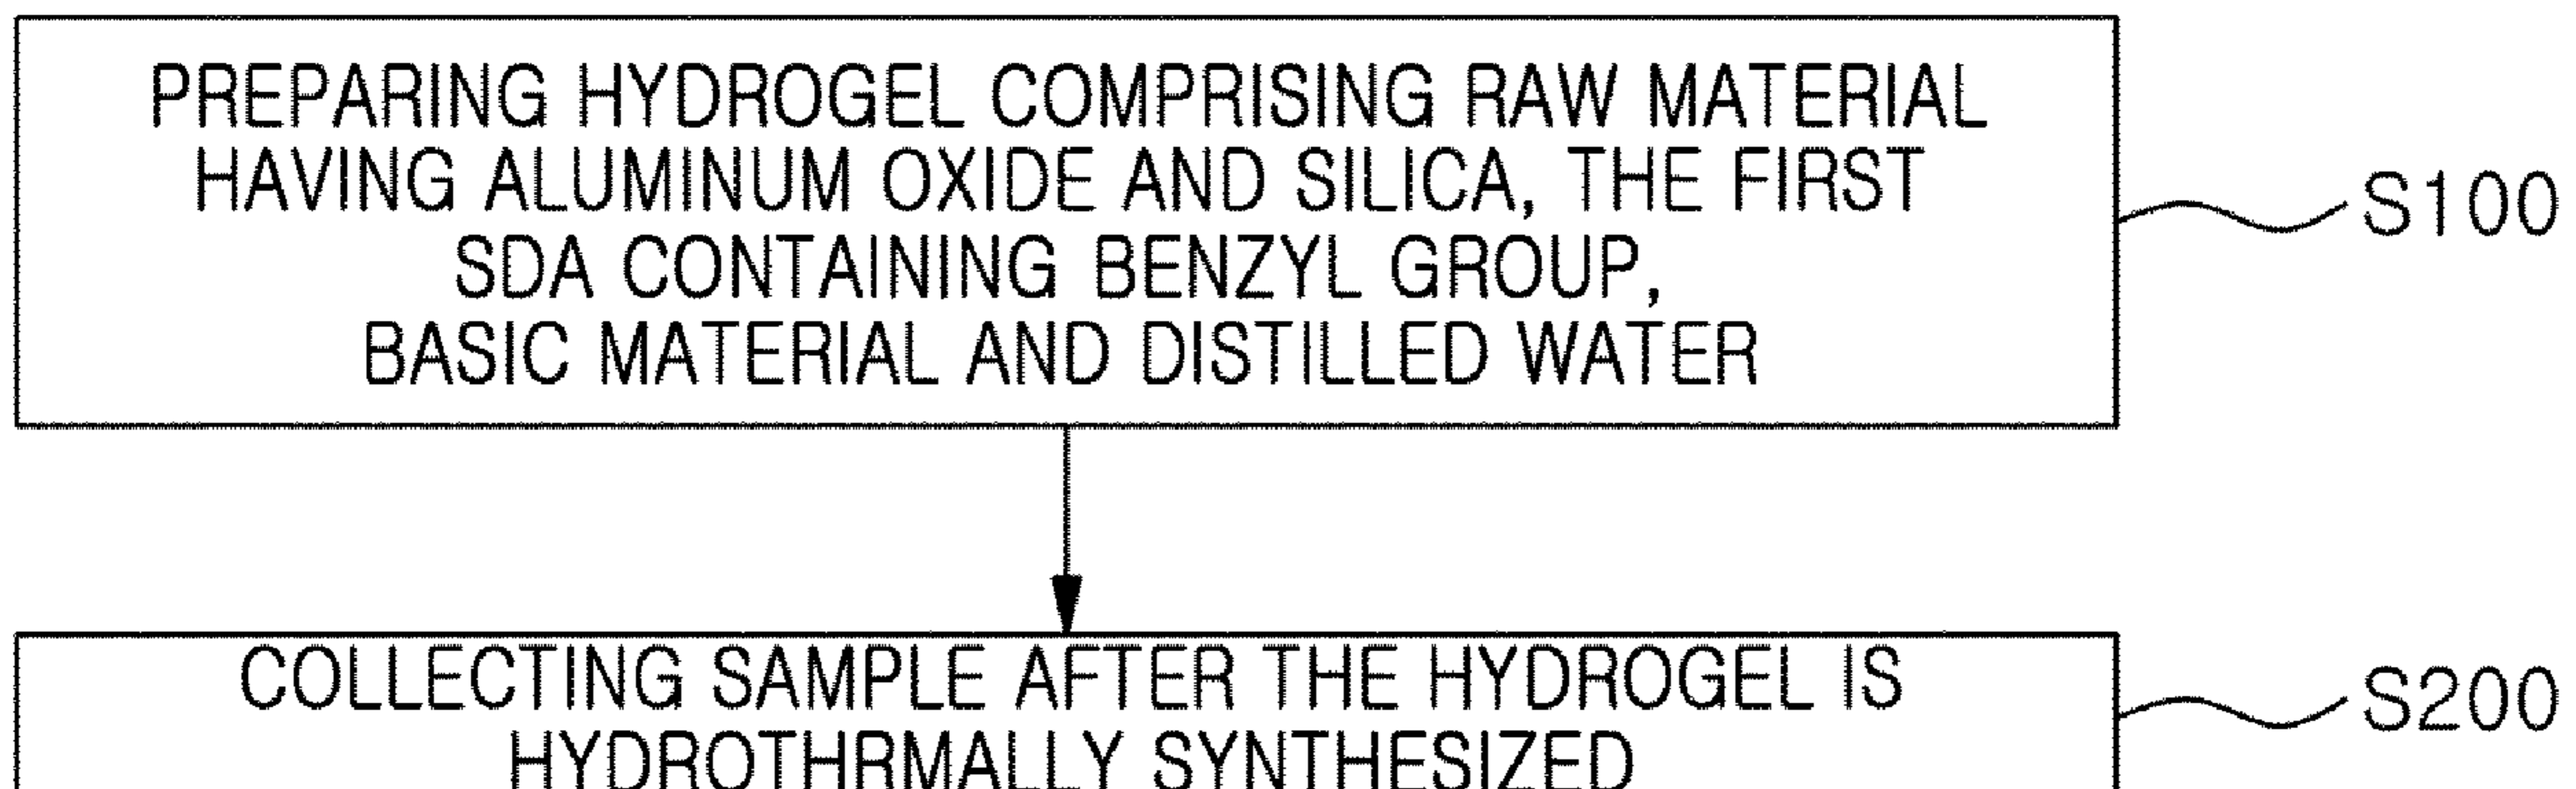 PREPARING HYDROGEL COMPRISING RAW MATERIAL
HAVING ALUMINUM OXIDE AND SILICA, THE FIRST
SDA CONTAINING BENZYL GROUP,
BASIC MATERIAL AND DISTILLED WATER
S100
COLLECTING SAMPLE AFTER THE HYDROGEL IS
HYDROTHRMALLY SYNTHESIZED
S200